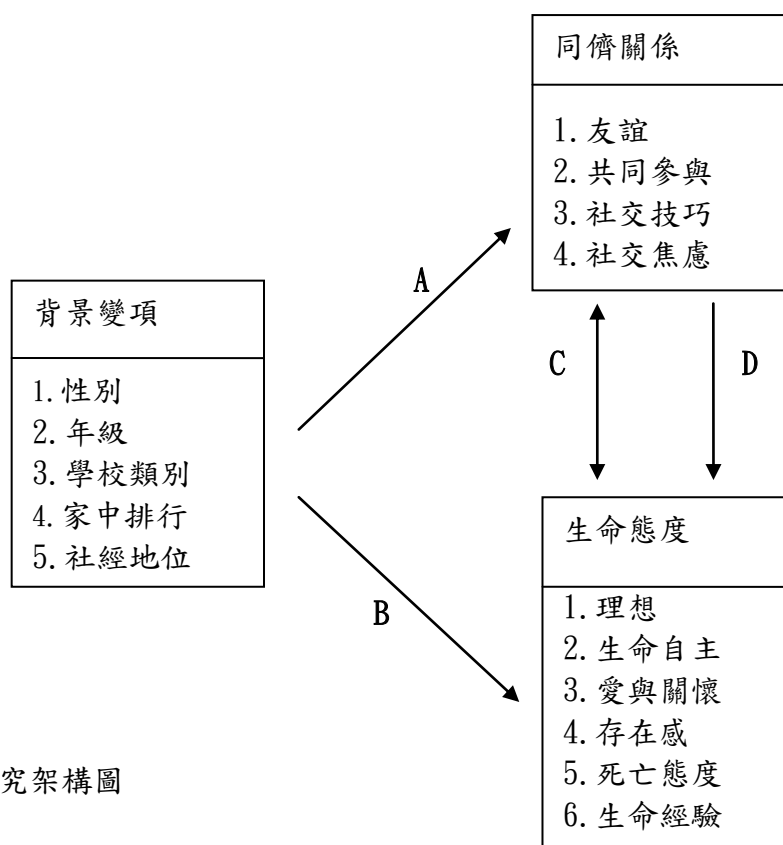 同儕關係
1.友誼
2.共同參與
3.社交技巧
4.社交焦慮
A
背景變項
1.性別
2.年級
3.學校類別
4.家中排行
5.社經地位
C
D
B
生命態度
1.理想
2.生命自主
3.愛與關懷
4.存在感
5.死亡態度
6.生命經驗
究架構圖